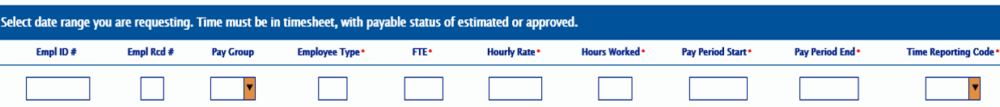 Select date range you are requesting. Time must be in timesheet, with payable status of estimated or approved.
Empl ID # Empl Rcd # Pay Group Employee Type* FTE* Hourly Rate* Hours Worked* Pay Period Start* Pay Period End* Time Reporting Code*